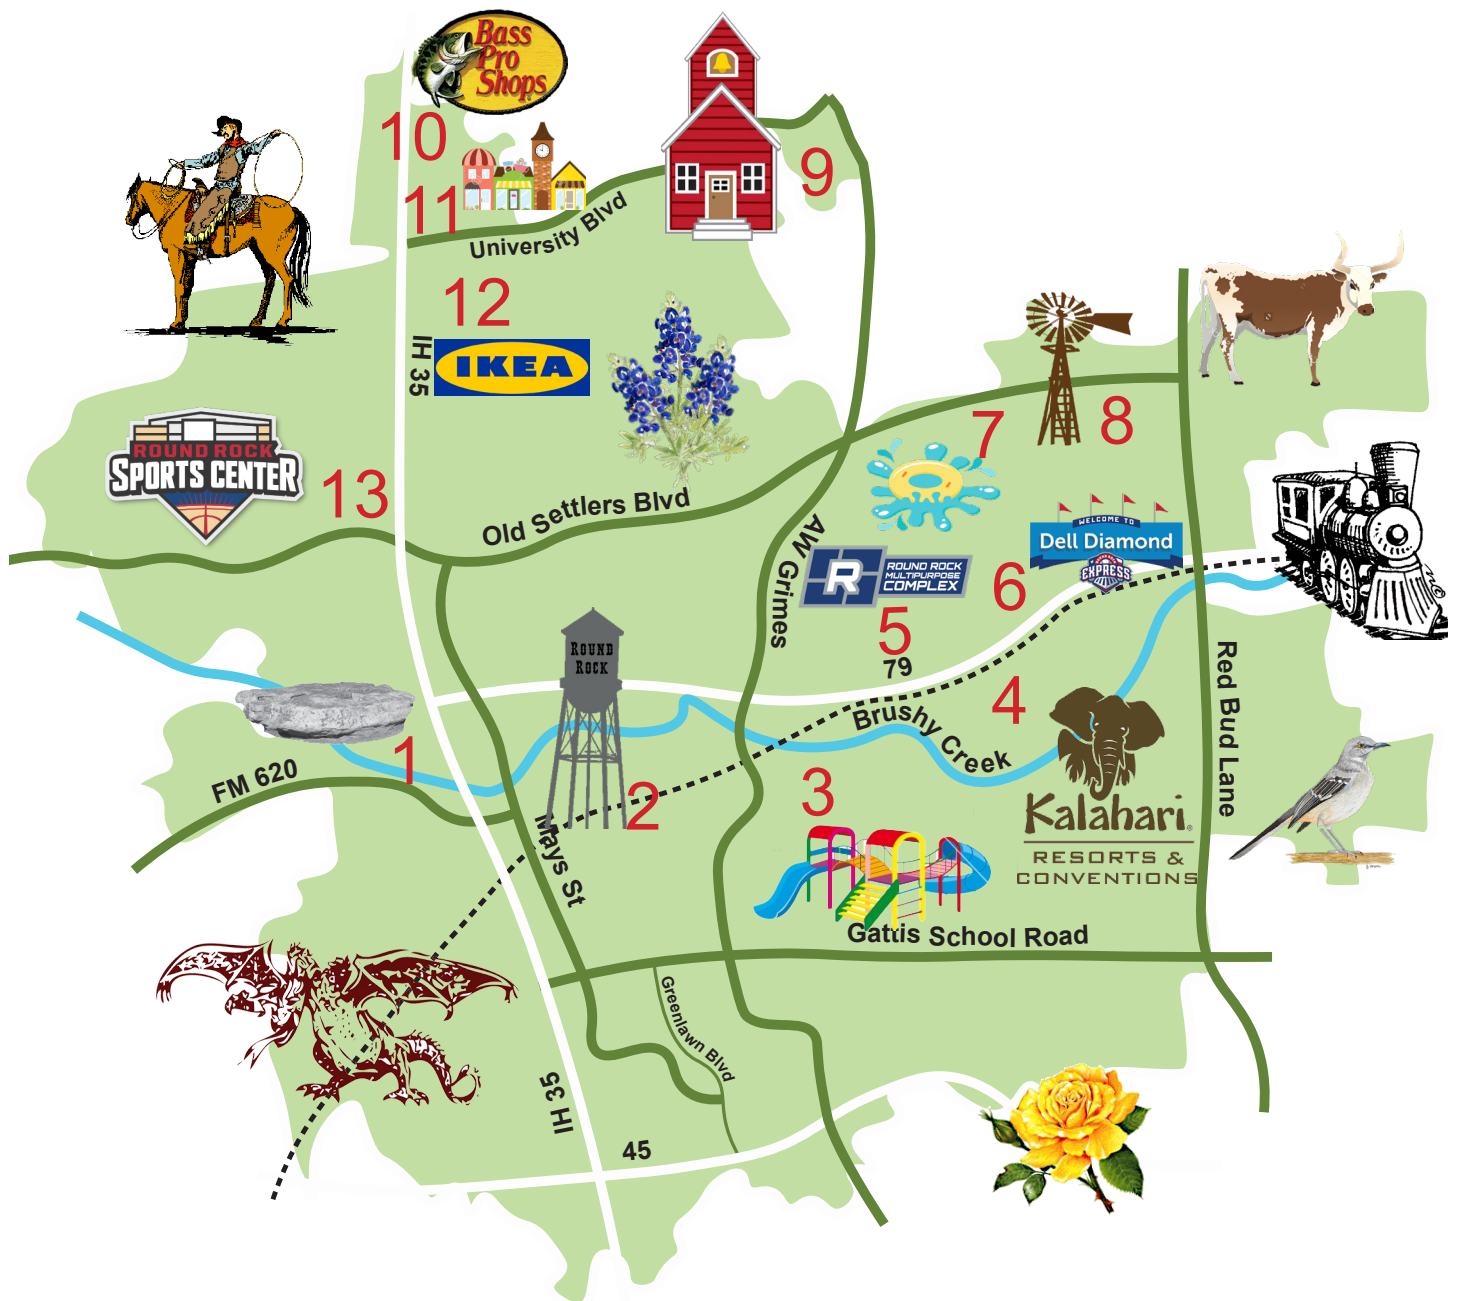 Bass
Pro
Shops
10
9
11
University Blvd
12
IH 35
IKEA
7
8
ROUND ROCK
SPORTS CENTER
13
Old Settlers Blvd
AW Grimes
WELCOME TO
Dell Diamond
EXPRESS
R
ROUND ROCK
MULTIPURPOSE
COMPLEX
6
5
79
ROUND
ROCK
Red Bud Lane
4
Brushy Creek
1
FM 620
2
3
Mays St
Kalahari
RESORTS &
CONVENTIONS
Gattis School Road
Greenlawn Blvd
IH 35
45